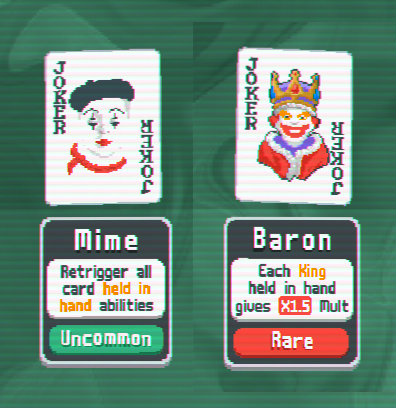 JOKER
JOKER
Mime
Retrigger all
card held in
hand abilities
Uncommon
JOKER
JOKER
Baron
Each King
held in hand
gives X1.5 Mult
Rare